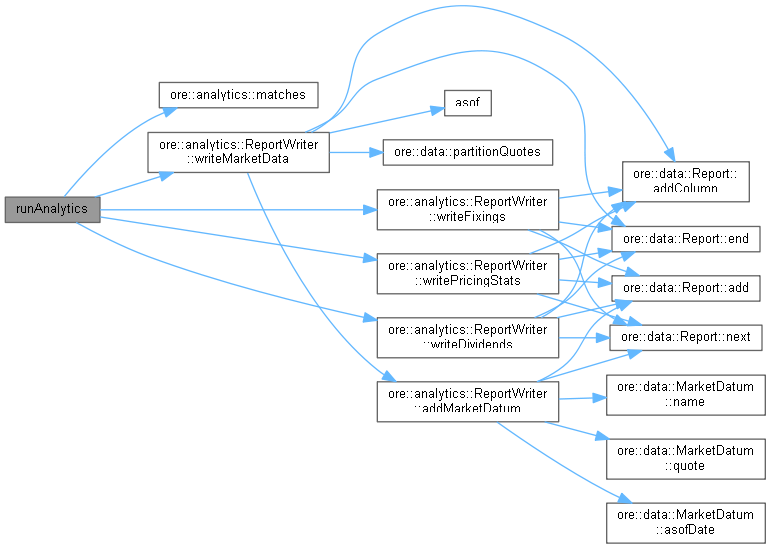 runAnalytics
ore::analytics::matches
ore::analytics::ReportWriter
::writeMarketData
asof
ore::data::partitionQuotes
ore::analytics::ReportWriter
::writeFixings
ore::analytics::ReportWriter
::writePricingStats
ore::analytics::ReportWriter
::writeDividends
ore::analytics::ReportWriter
::addMarketDatum
ore::data::Report::
addColumn
ore::data::Report::end
ore::data::Report::add
ore::data::Report::next
ore::data::MarketDatum
::name
ore::data::MarketDatum
::quote
ore::data::MarketDatum
::asofDate